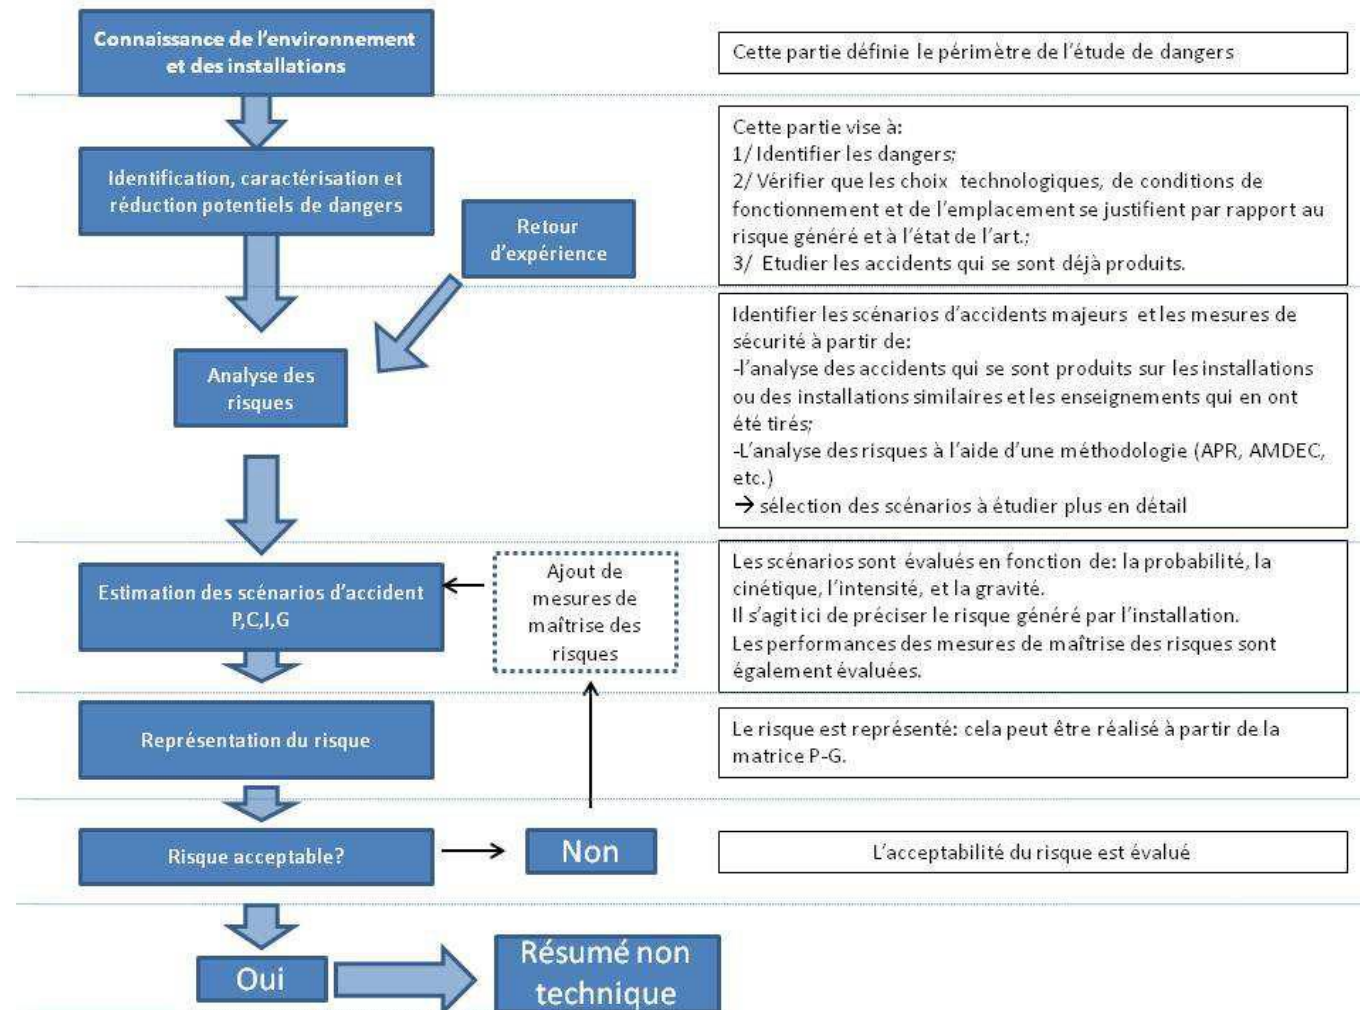 Connaissance de l'environnement
et des installations
Cette partie définie le périmètre de l'étude de dangers
Identification, caractérisation et
réduction potentiels de dangers
Retour
d'expérience
Cette partie vise à:
1/ Identifier les dangers;
2/ Vérifier que les choix technologiques, de conditions de
fonctionnement et de l'emplacement se justifient par rapport au
risque généré et à l'état de l'art.;
3/ Etudier les accidents qui se sont déjà produits.
Analyse des
risques
Identifier les scénarios d'accidents majeurs et les mesures de
sécurité à partir de:
-l'analyse des accidents qui se sont produits sur les installations
ou des installations similaires et les enseignements qui en ont
été tirés;
-L'analyse des risques à l'aide d'une méthodologie (APR, AMDEC,
etc.)
→ sélection des scénarios à étudier plus en détail
Estimation des scénarios d'accident
P,C,I,G
Ajout de
mesures de
maîtrise des
risques
Les scénarios sont évalués en fonction de: la probabilité, la
cinétique, l'intensité, et la gravité.
Il s'agit ici de préciser le risque généré par l'installation.
Les performances des mesures de maîtrise des risques sont
également évaluées.
Représentation du risque
Le risque est représenté: cela peut être réalisé à partir de la
matrice P-G.
Risque acceptable?
Non
L'acceptabilité du risque est évalué
Oui
Résumé non
technique